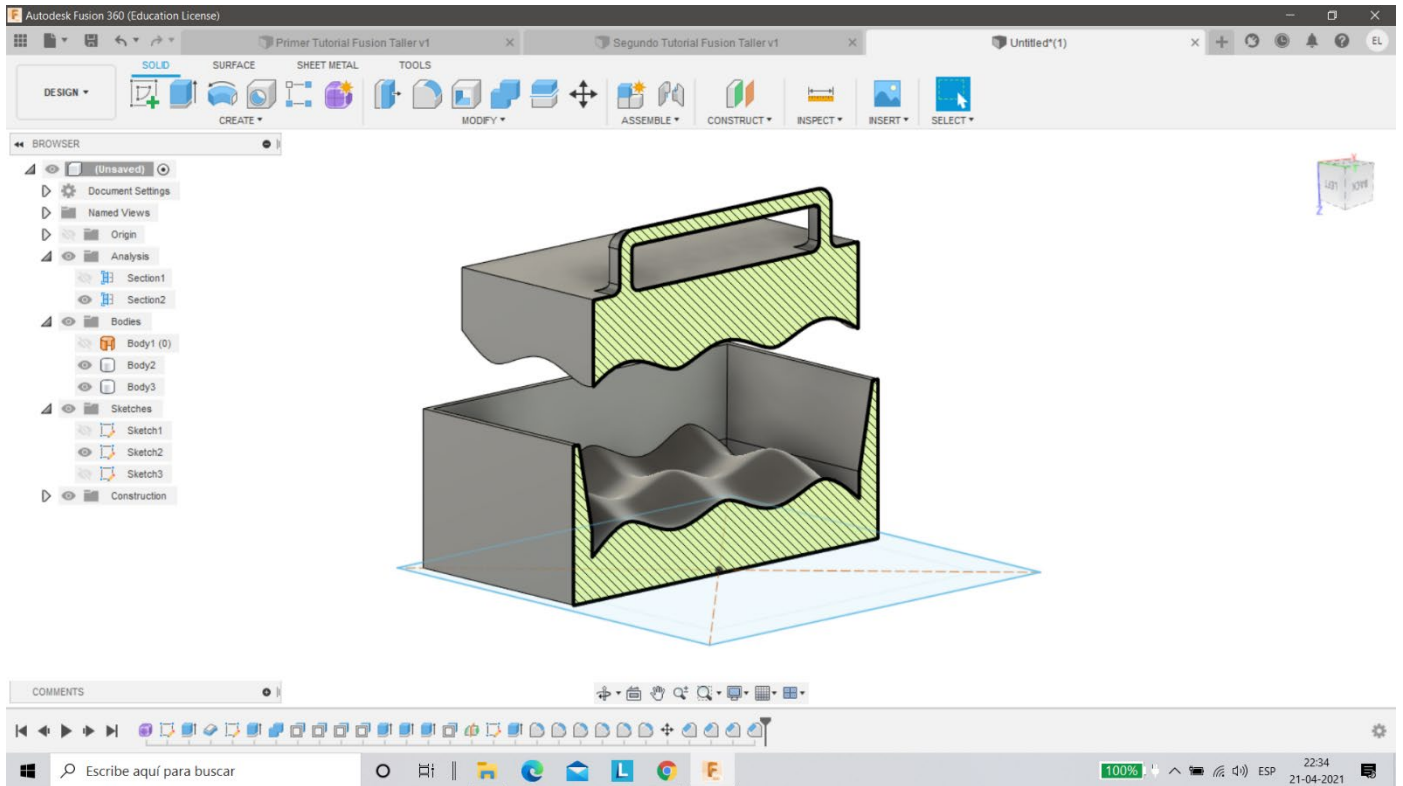 Autodesk Fusion 360 (Education License)
Primer Tutorial Fusion Taller v1
Segundo Tutorial Fusion Taller v1
Untitled*(1)
EL
SOLID SURFACE SHEET METAL TOOLS
DESIGN
CREATE MODIFY ASSEMBLE CONSTRUCT INSPECT INSERT SELECT
BROWSER
(Unsaved)
Document Settings
Named Views
Origin
Analysis
Section1
Section2
Bodies
Body1 (0)
Body2
Body3
Sketches
Sketch1
Sketch2
Sketch3
Construction
LEFT BACK
Z
COMMENTS
Escribe aquí para buscar
100%
ESP
22:34
21-04-2021